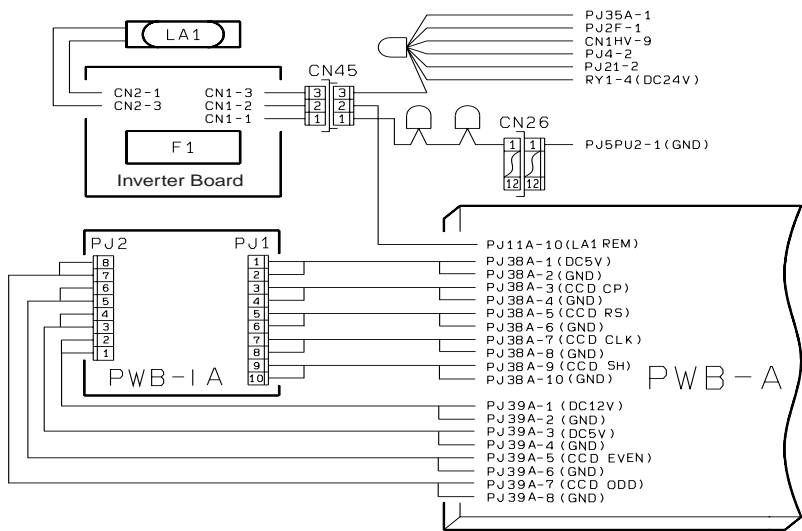 LA1
PJ35A-1
PJ2F-1
CN1HV-9
PJ4-2
PJ21-2
RY1-4(DC24V)
CN45
CN2-1 CN1-3 3 3
CN2-3 CN1-2 2 2
CN1-1 1 1
CN26
F1
1 1 PJ5PU2-1(GND)
12 12
Inverter Board
PJ2 PJ1
PJ11A-10(LA1 REM)
8 1 PJ38A-1(DC5V)
7 2 PJ38A-2(GND)
6 3 PJ38A-3(CCD CP)
5 4 PJ38A-4(GND)
4 5 PJ38A-5(CCD RS)
3 6 PJ38A-6(GND)
2 7 PJ38A-7(CCD CLK)
1 8 PJ38A-8(GND)
9 PJ38A-9(CCD SH)
10 PJ38A-10(GND)
PWB-IA
PWB-A
PJ39A-1(DC12V)
PJ39A-2(GND)
PJ39A-3(DC5V)
PJ39A-4(GND)
PJ39A-5(CCD EVEN)
PJ39A-6(GND)
PJ39A-7(CCD ODD)
PJ39A-8(GND)